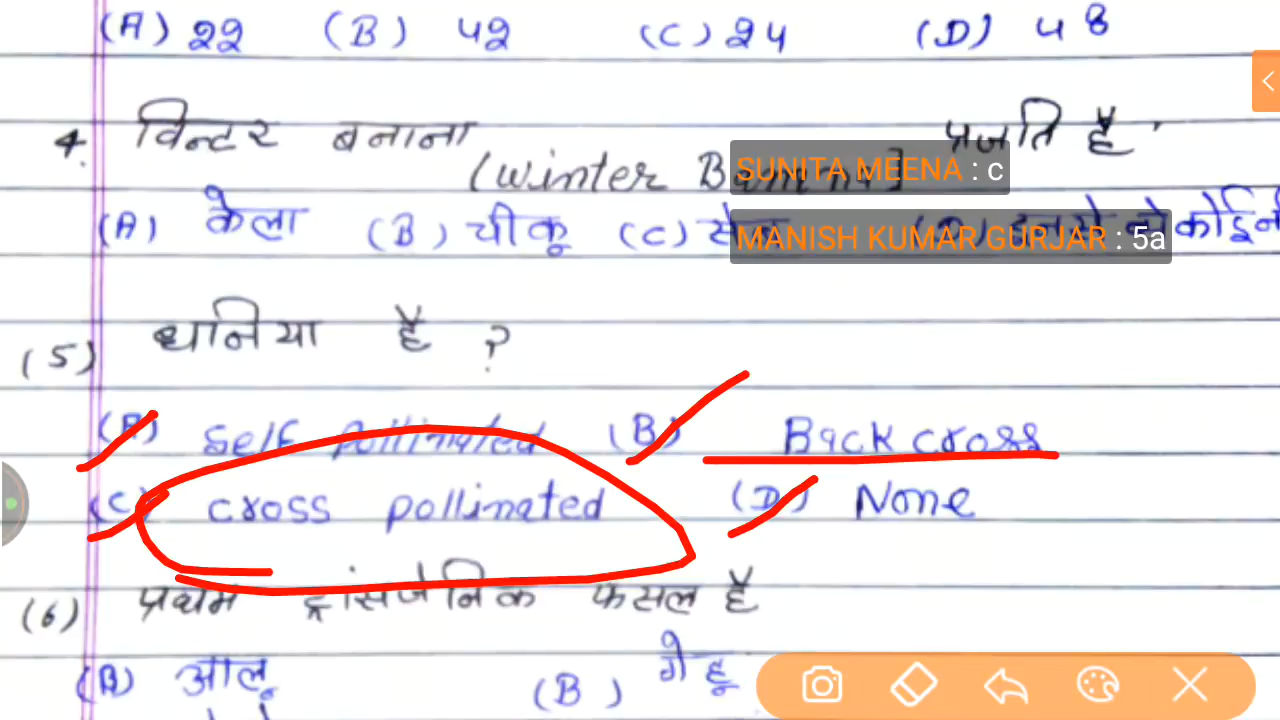 (A) 22 (B) 42 (C) 24 (D) 48
4. विन्टर बनाना (Winter प्रजति है
SUNITA MEENA : c
(A) केला (B) चीकू (C)
MANISH KUMAR GURJAR : 5a
(5) धनिया है ?
(A) Self pollinated (B) Back cross
(C) cross pollinated (D) None
(6) प्रथम ट्रांसजेनिक फसल है
आलू (B) गेहू